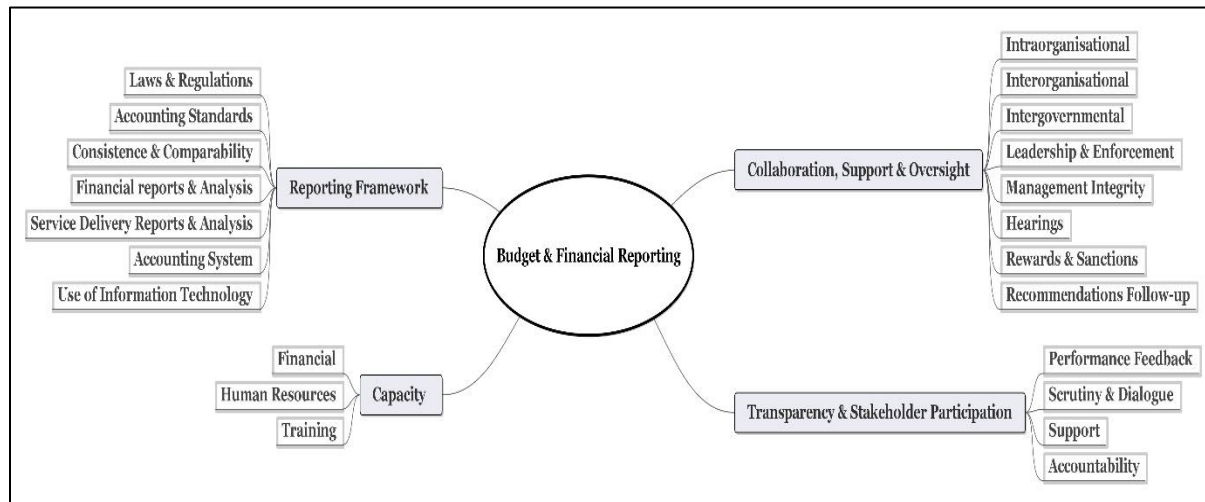 Laws & Regulations
Accounting Standards
Consistence & Comparability
Financial reports & Analysis
Service Delivery Reports & Analysis
Accounting System
Use of Information Technology
Reporting Framework
Financial
Human Resources
Training
Capacity
Budget & Financial Reporting
Collaboration, Support & Oversight
Intraorganisational
Interorganisational
Intergovernmental
Leadership & Enforcement
Management Integrity
Hearings
Rewards & Sanctions
Recommendations Follow-up
Transparency & Stakeholder Participation
Performance Feedback
Scrutiny & Dialogue
Support
Accountability